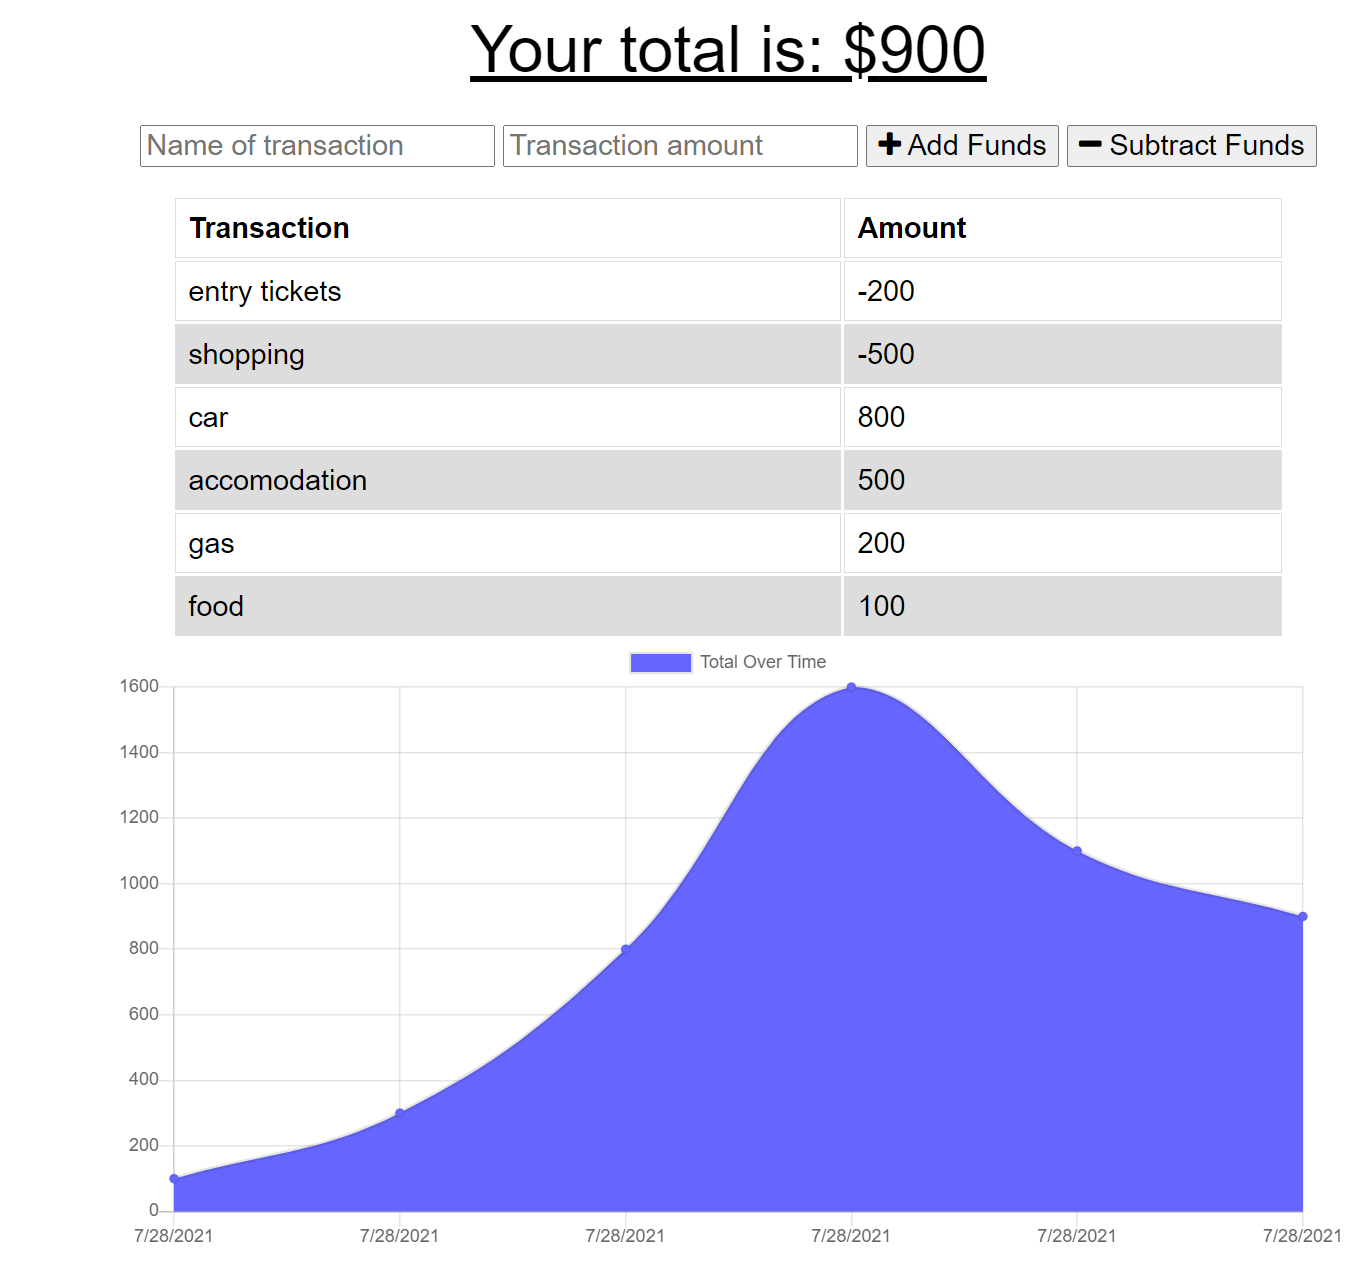 Your total is: $900
Name of transaction Transaction amount Add Funds Subtract Funds
Transaction Amount
entry tickets -200
shopping -500
car 800
accomodation 500
gas 200
food 100
Total Over Time
1600
1400
1200
1000
800
600
400
200
0
7/28/2021 7/28/2021 7/28/2021 7/28/2021 7/28/2021 7/28/2021